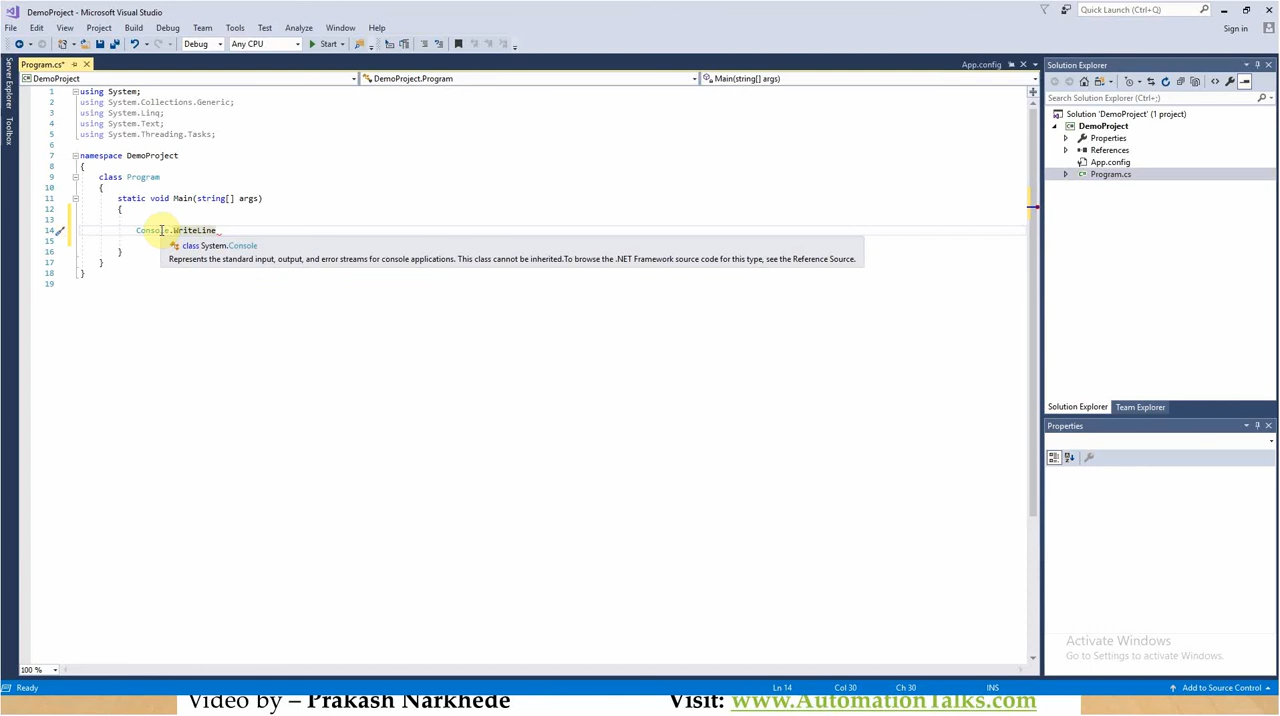 DemoProject - Microsoft Visual Studio
Quick Launch (Ctrl+Q)
File Edit View Project Build Debug Team Tools Test Analyze Window Help
Sign in
Debug Any CPU Start
Server Explorer
Toolbox
Program.cs*
App.config
DemoProject
DemoProject.Program
Main(string[] args)
1 using System;
2 using System.Collections.Generic;
3 using System.Linq;
4 using System.Text;
5 using System.Threading.Tasks;
6
7 namespace DemoProject
8 {
9 class Program
10 {
11 static void Main(string[] args)
12 {
13
14 Console.WriteLine
15
16 }
17 }
18 }
19
class System.Console
Represents the standard input, output, and error streams for console applications. This class cannot be inherited.To browse the .NET Framework source code for this type, see the Reference Source.
Solution Explorer
Search Solution Explorer (Ctrl+;)
Solution 'DemoProject' (1 project)
DemoProject
Properties
References
App.config
Program.cs
Solution Explorer Team Explorer
Properties
Activate Windows
Go to Settings to activate Windows.
100 %
Ready
Ln 14 Col 30 Ch 30 INS
Add to Source Control
Video by – Prakash Narkhede
Visit: www.AutomationTalks.com